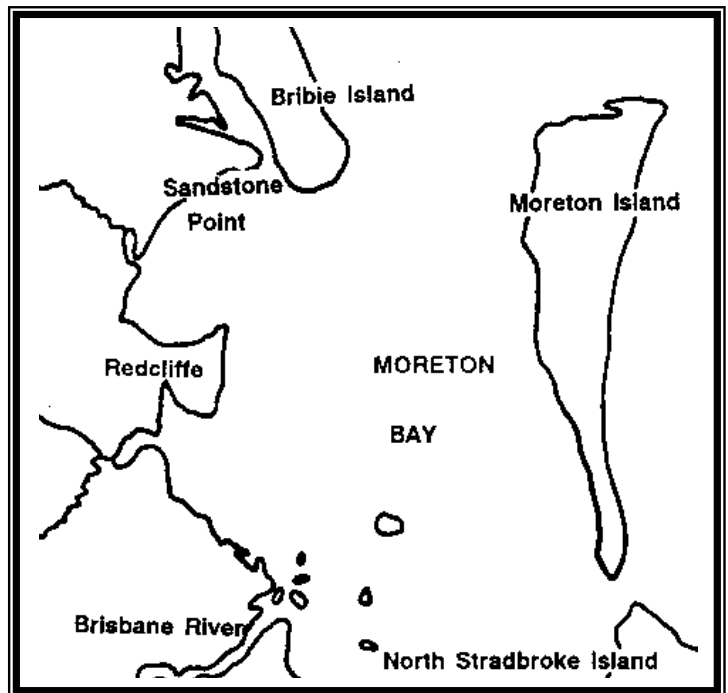 Bribie Island
Sandstone
Point
Moreton Island
Redcliffe
MORETON
BAY
Brisbane River
North Stradbroke Island